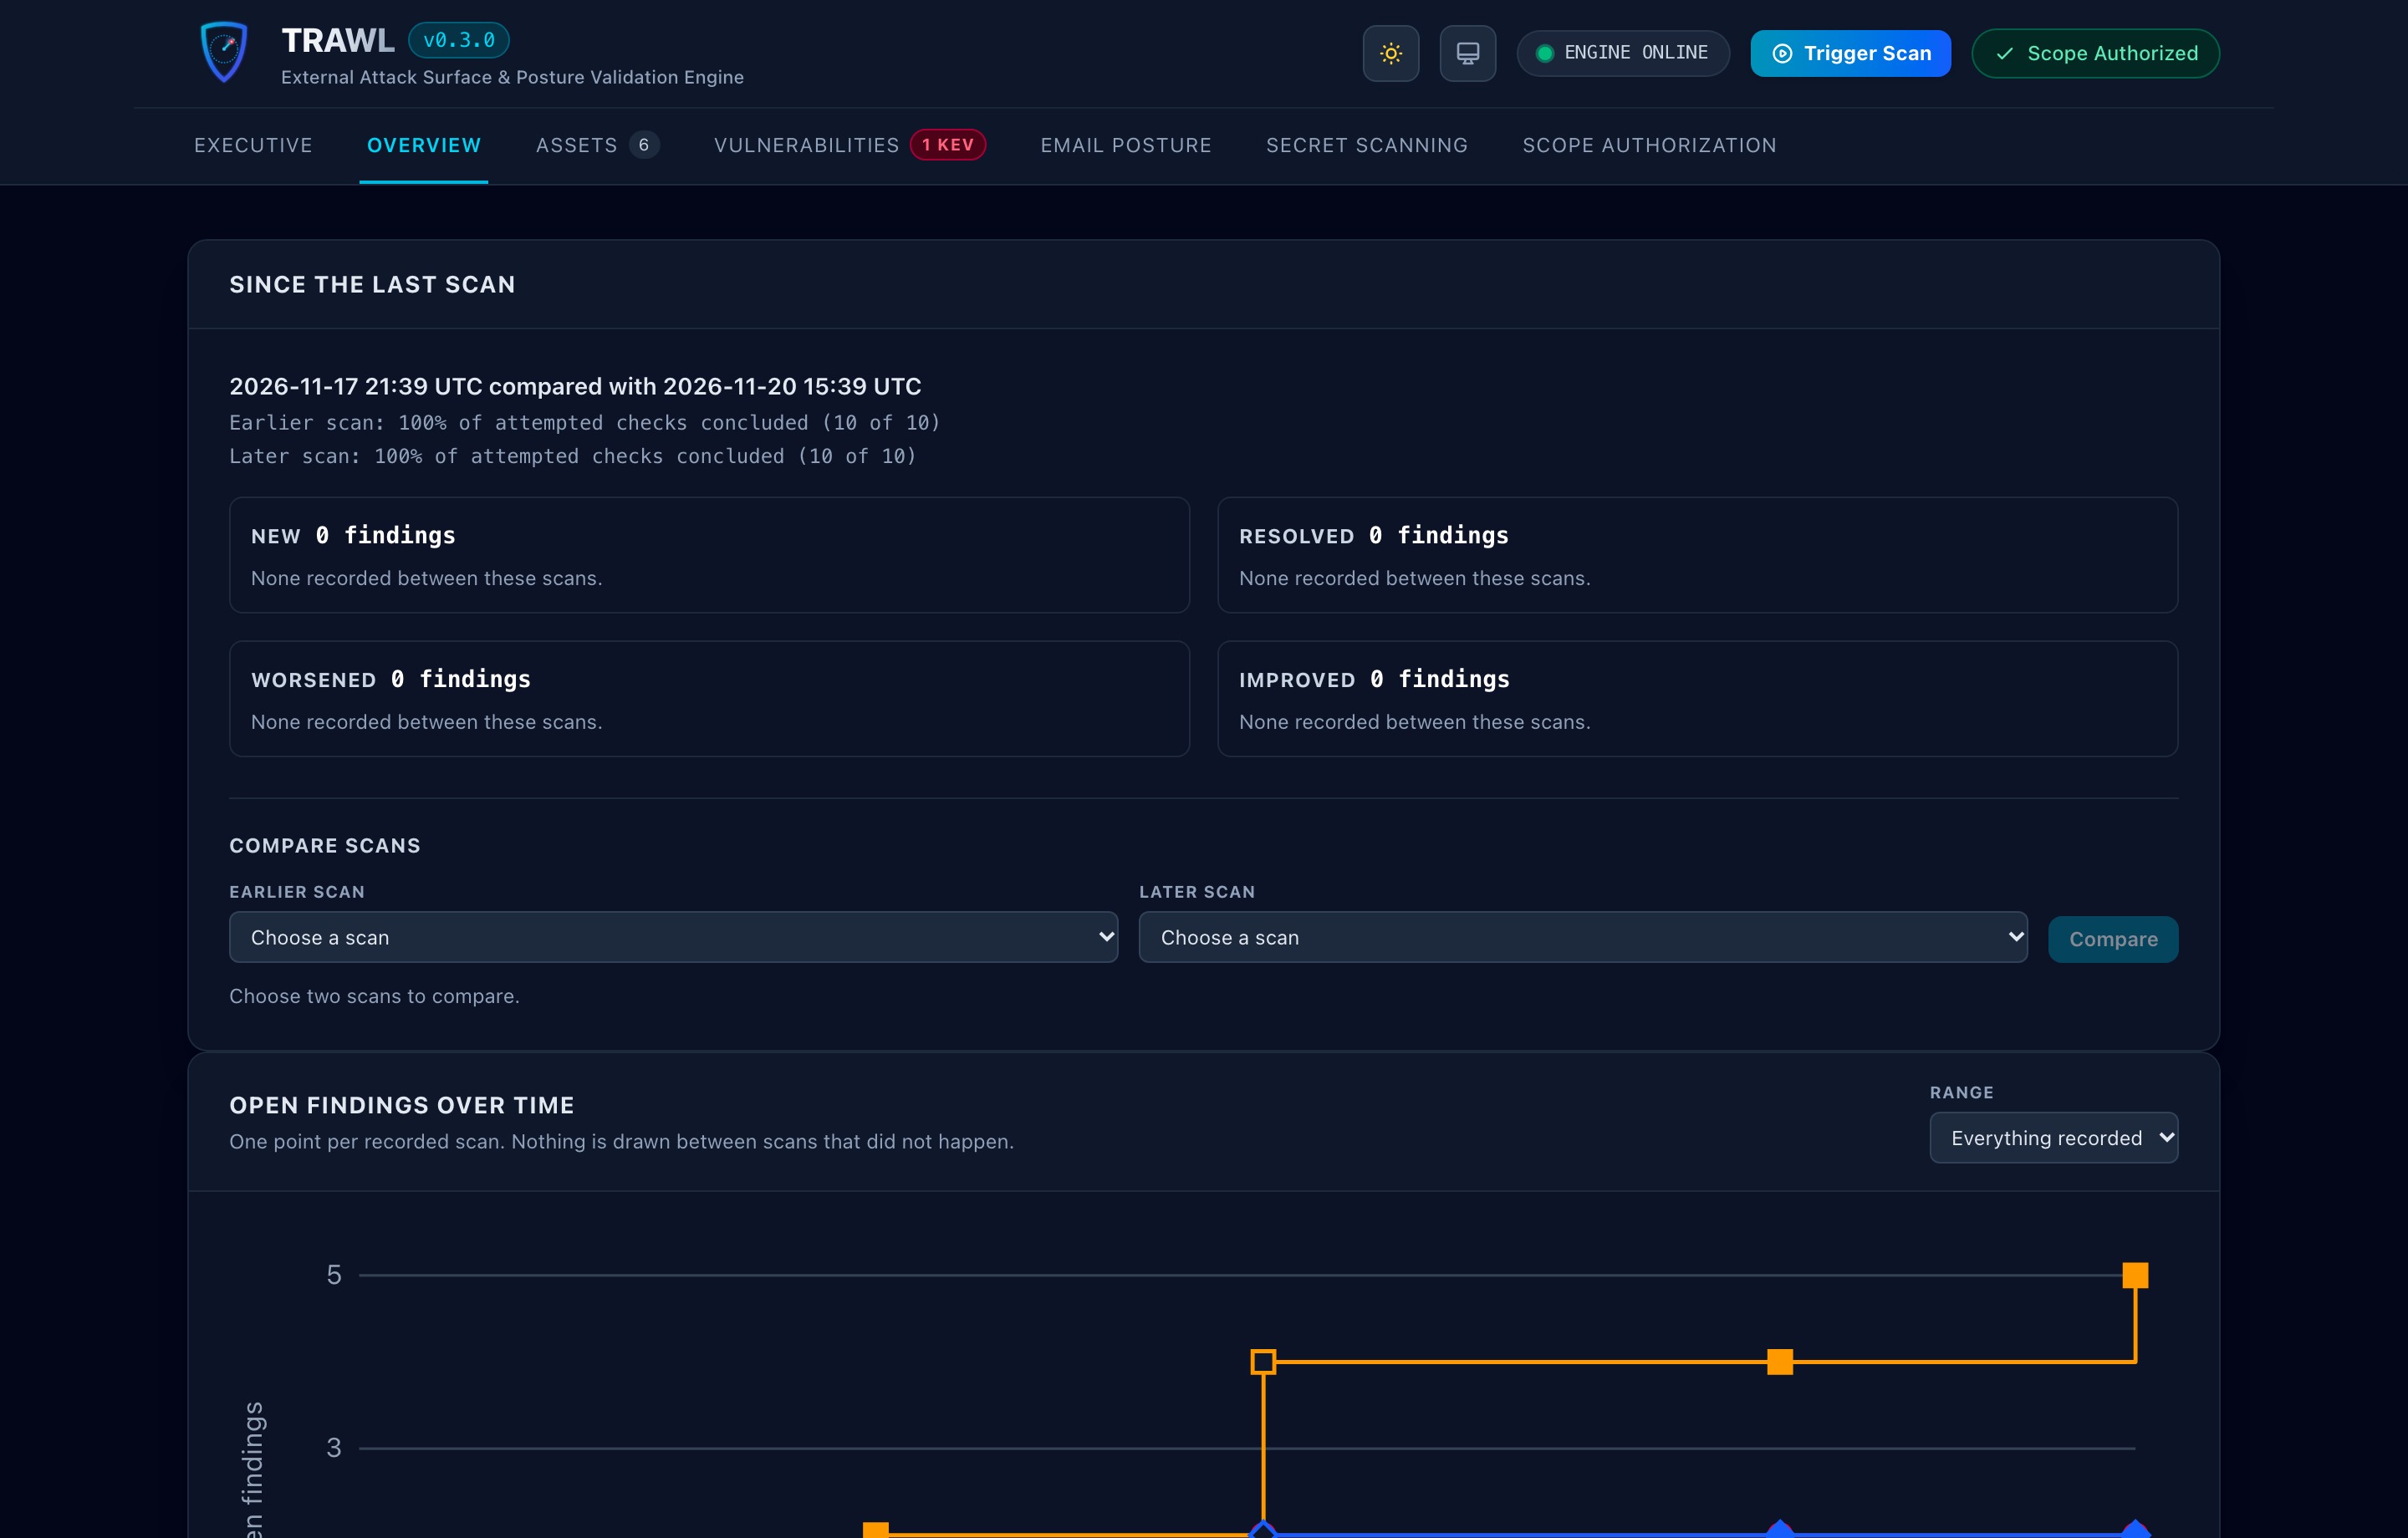 TRAWL v0.3.0
External Attack Surface & Posture Validation Engine
ENGINE ONLINE
Trigger Scan
Scope Authorized
EXECUTIVE
OVERVIEW
ASSETS 6
VULNERABILITIES 1 KEV
EMAIL POSTURE
SECRET SCANNING
SCOPE AUTHORIZATION
SINCE THE LAST SCAN
2026-11-17 21:39 UTC compared with 2026-11-20 15:39 UTC
Earlier scan: 100% of attempted checks concluded (10 of 10)
Later scan: 100% of attempted checks concluded (10 of 10)
NEW 0 findings
None recorded between these scans.
RESOLVED 0 findings
None recorded between these scans.
WORSENED 0 findings
None recorded between these scans.
IMPROVED 0 findings
None recorded between these scans.
COMPARE SCANS
EARLIER SCAN
Choose a scan
LATER SCAN
Choose a scan
Compare
Choose two scans to compare.
OPEN FINDINGS OVER TIME
One point per recorded scan. Nothing is drawn between scans that did not happen.
RANGE
Everything recorded
5
3
findings